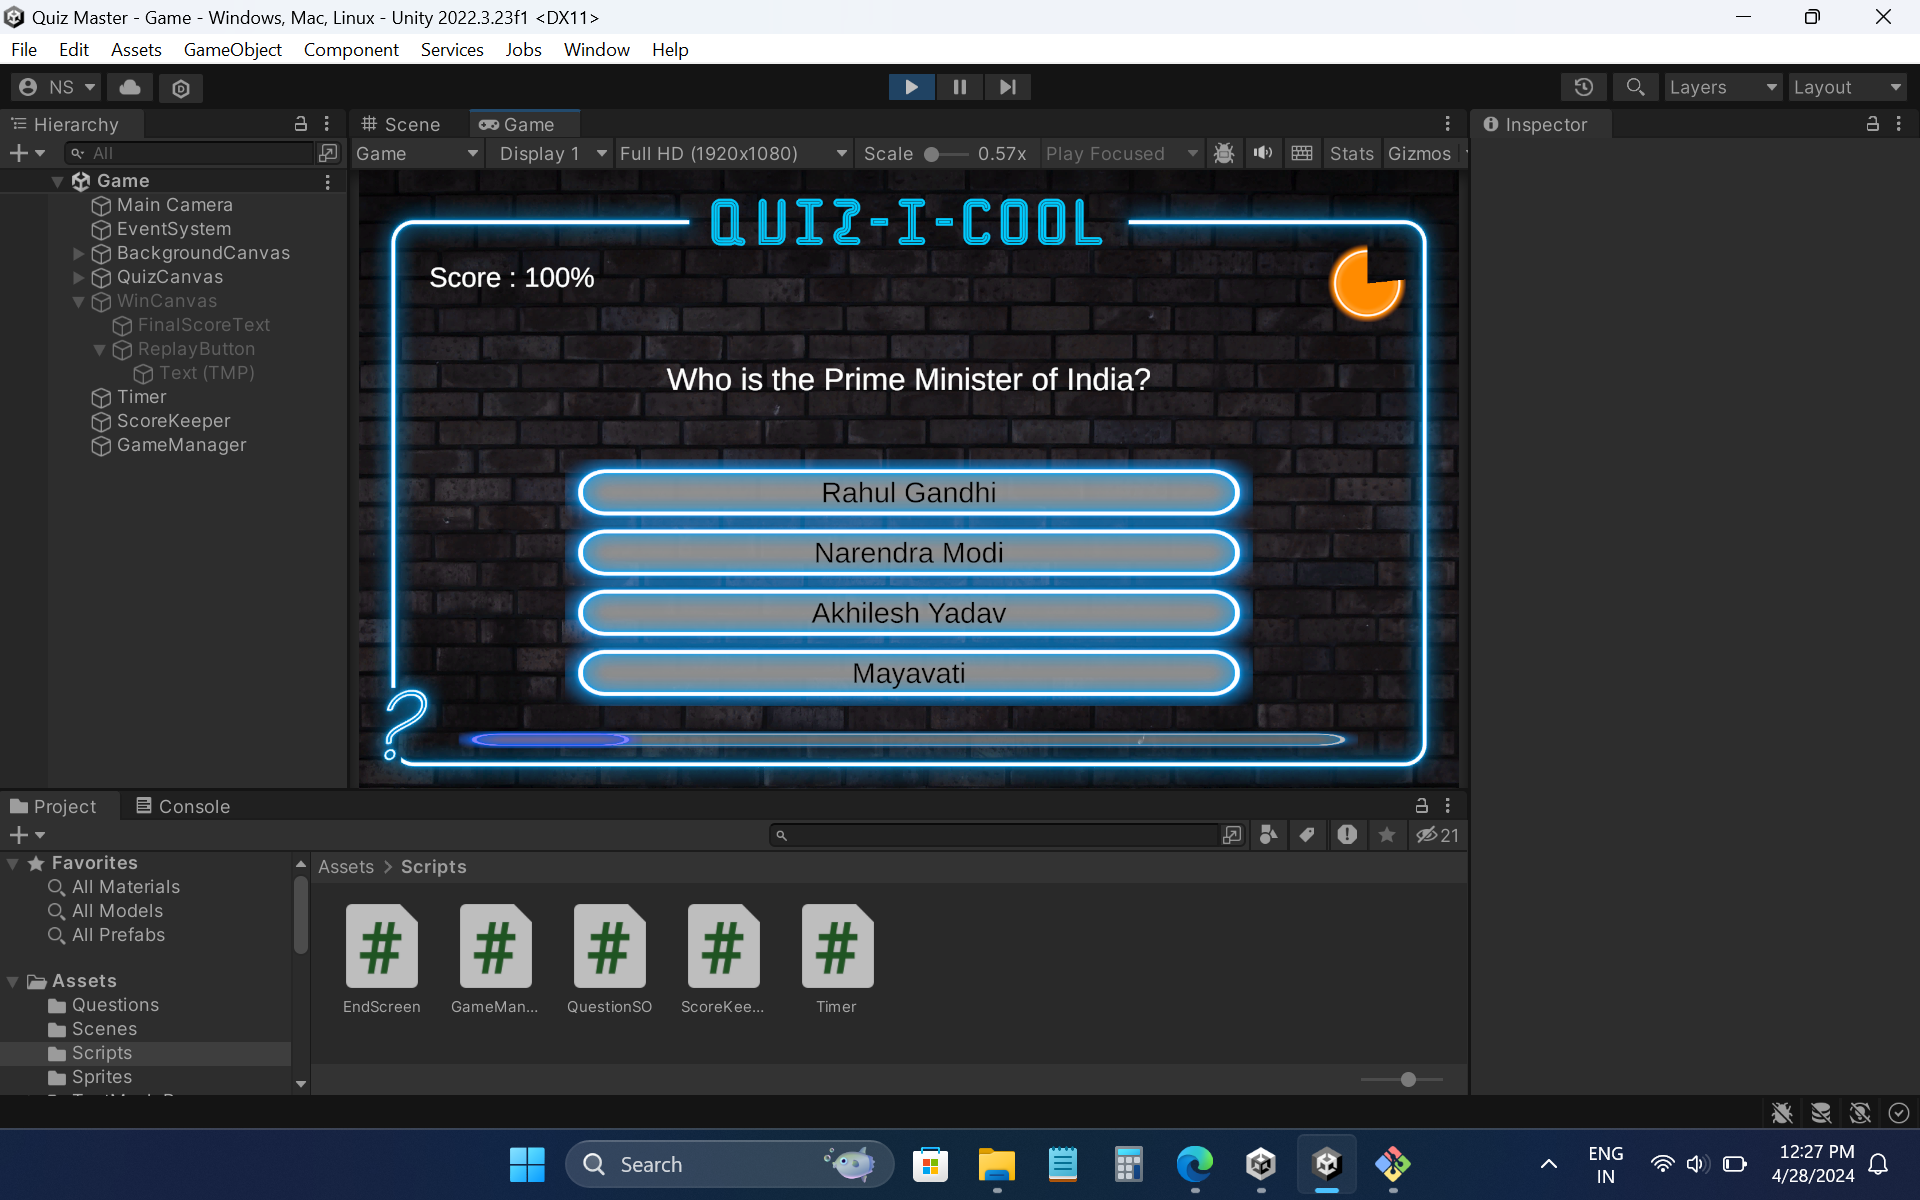 Quiz Master - Game - Windows, Mac, Linux - Unity 2022.3.23f1 <DX11>
File Edit Assets GameObject Component Services Jobs Window Help
NS Layers Layout
Hierarchy
All
Game
Main Camera
EventSystem
BackgroundCanvas
QuizCanvas
WinCanvas
FinalScoreText
ReplayButton
Text (TMP)
Timer
ScoreKeeper
GameManager
Scene Game
Game Display 1 Full HD (1920x1080) Scale 0.57x Play Focused Stats Gizmos
QUIZ-I-COOL
Score : 100%
Who is the Prime Minister of India?
Rahul Gandhi
Narendra Modi
Akhilesh Yadav
Mayavati
?
Inspector
Project Console
21
Favorites
All Materials
All Models
All Prefabs
Assets
Questions
Scenes
Scripts
Sprites
Assets > Scripts
EndScreen GameMan... QuestionSO ScoreKee... Timer
Search
ENG
IN
12:27 PM
4/28/2024